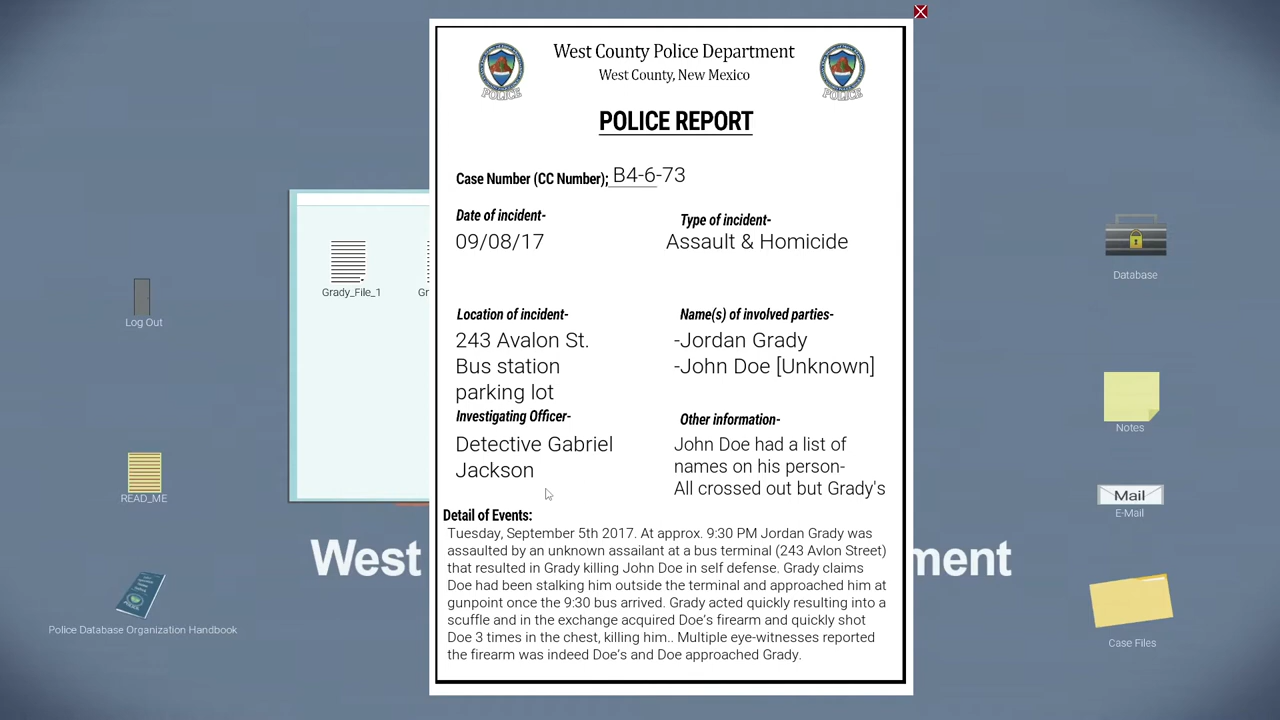 West County Police Department
West County, New Mexico
POLICE
POLICE
POLICE REPORT
Case Number (CC Number); B4-6-73
Date of incident-
09/08/17
Type of incident-
Assault & Homicide
Location of incident-
243 Avalon St.
Bus station
parking lot
Name(s) of involved parties-
-Jordan Grady
-John Doe [Unknown]
Investigating Officer-
Detective Gabriel
Jackson
Other information-
John Doe had a list of
names on his person-
All crossed out but Grady's
Detail of Events:
Tuesday, September 5th 2017. At approx. 9:30 PM Jordan Grady was
assaulted by an unknown assailant at a bus terminal (243 Avlon Street)
that resulted in Grady killing John Doe in self defense. Grady claims
Doe had been stalking him outside the terminal and approached him at
gunpoint once the 9:30 bus arrived. Grady acted quickly resulting into a
scuffle and in the exchange acquired Doe's firearm and quickly shot
Doe 3 times in the chest, killing him.. Multiple eye-witnesses reported
the firearm was indeed Doe's and Doe approached Grady.
Grady_File_1
Gr
Log Out
READ_ME
Police Database Organization Handbook
West
ment
Database
Notes
Mail
E-Mail
Case Files